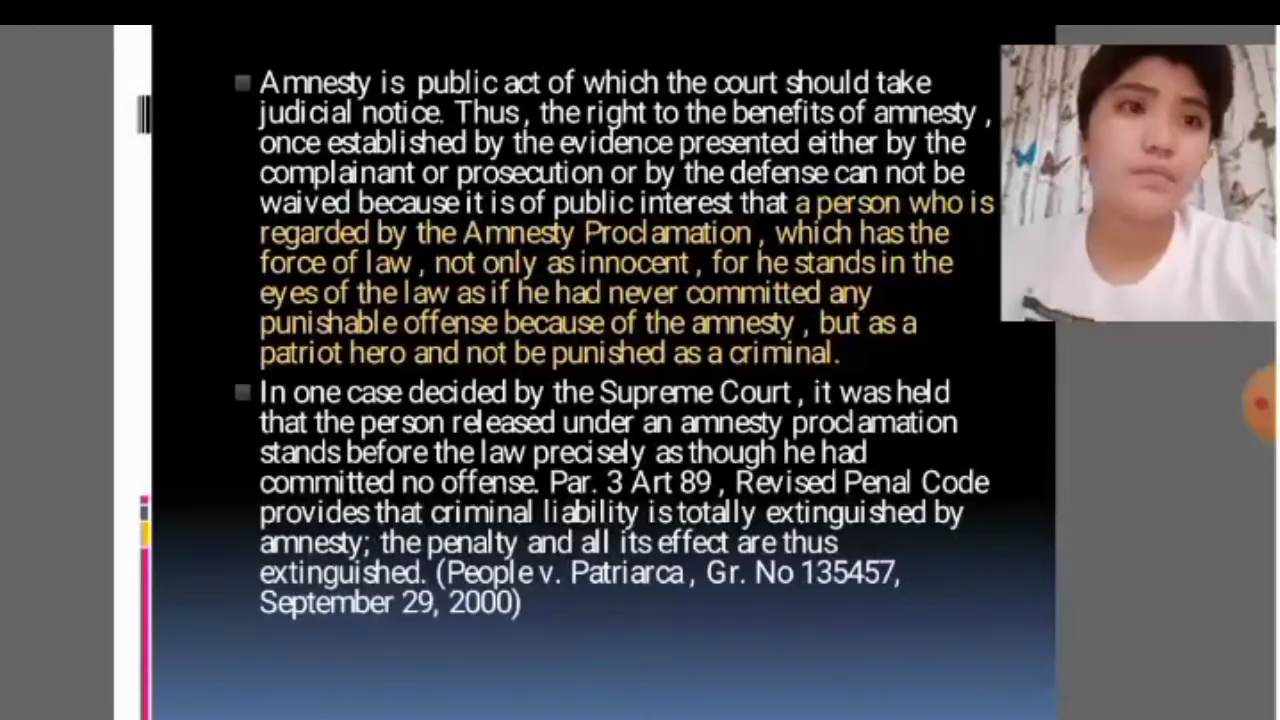 Amnesty is public act of which the court should take
judicial notice. Thus , the right to the benefits of amnesty ,
once established by the evidence presented either by the
complainant or prosecution or by the defense can not be
waived because it is of public interest that a person who is
regarded by the Amnesty Proclamation , which has the
force of law , not only as innocent , for he stands in the
eyes of the law as if he had never committed any
punishable offense because of the amnesty , but as a
patriot hero and not be punished as a criminal.
In one case decided by the Supreme Court , it was held
that the person released under an amnesty proclamation
stands before the law precisely as though he had
committed no offense. Par. 3 Art 89 , Revised Penal Code
provides that criminal liability is totally extinguished by
amnesty; the penalty and all its effect are thus
extinguished. (People v. Patriarca , Gr. No 135457,
September 29, 2000)